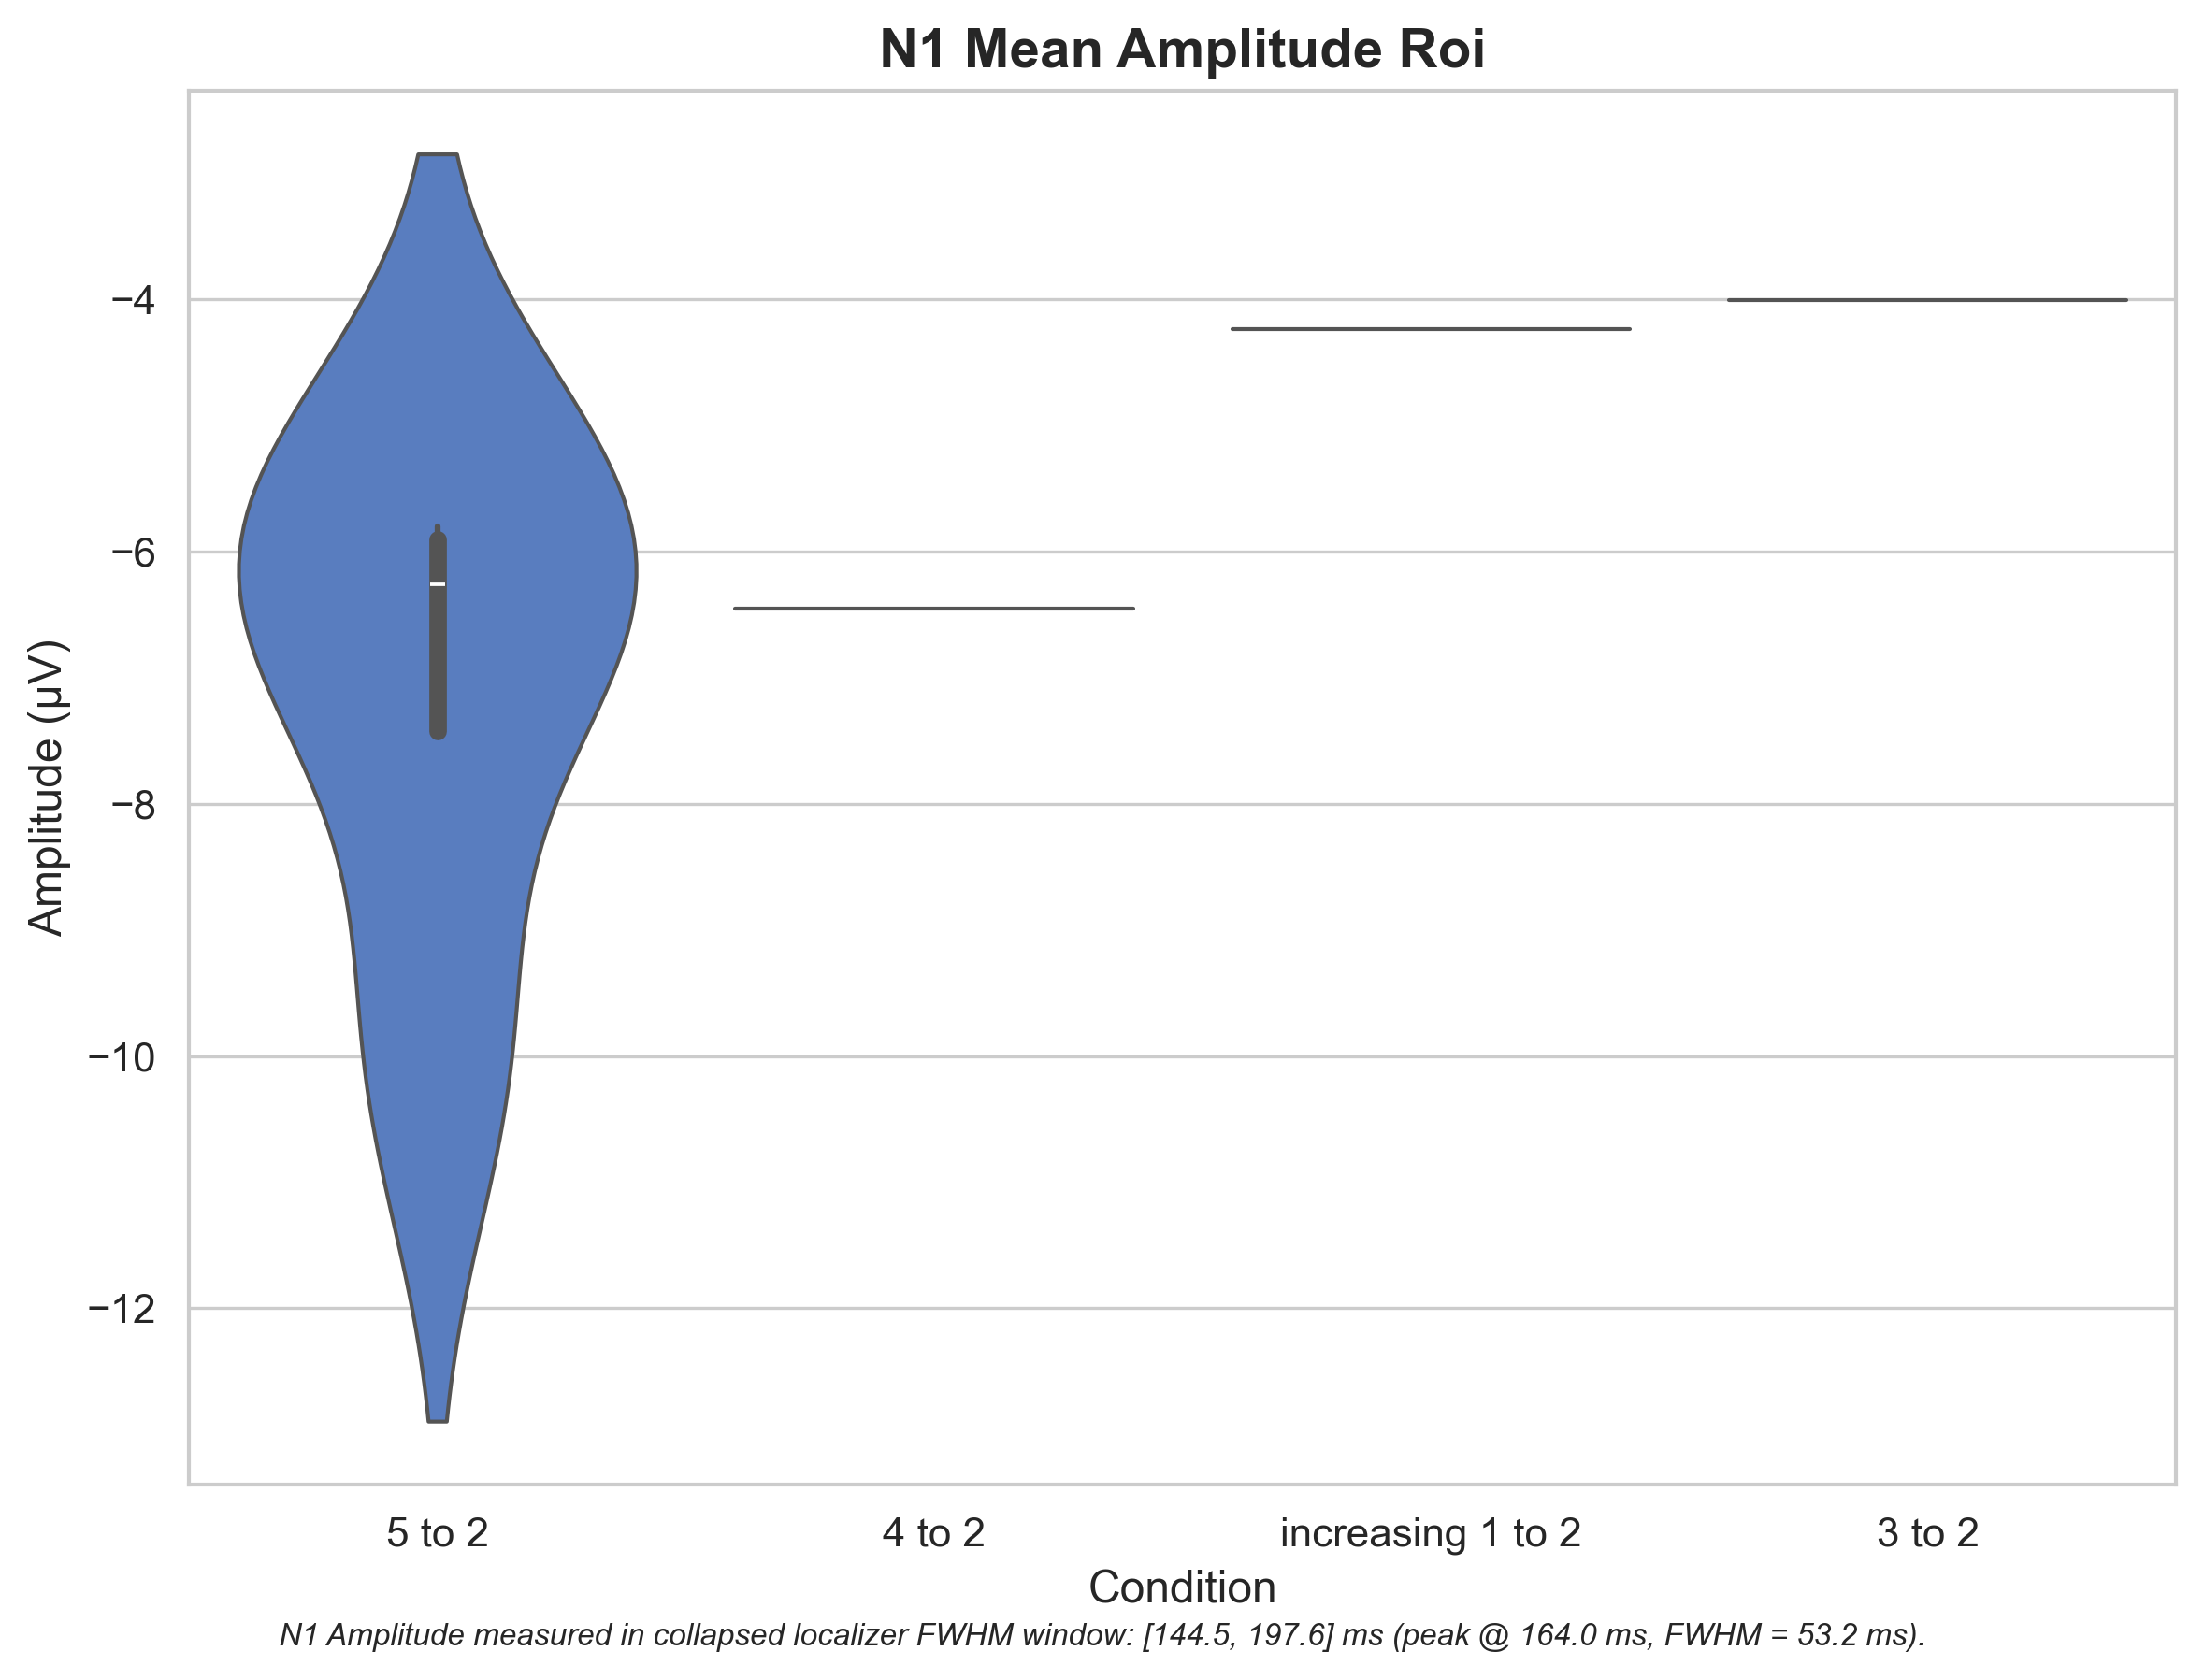 N1 Mean Amplitude Roi
Amplitude (µV)
−4
−6
−8
−10
−12
5 to 2
4 to 2
increasing 1 to 2
3 to 2
Condition
N1 Amplitude measured in collapsed localizer FWHM window: [144.5, 197.6] ms (peak @ 164.0 ms, FWHM = 53.2 ms).